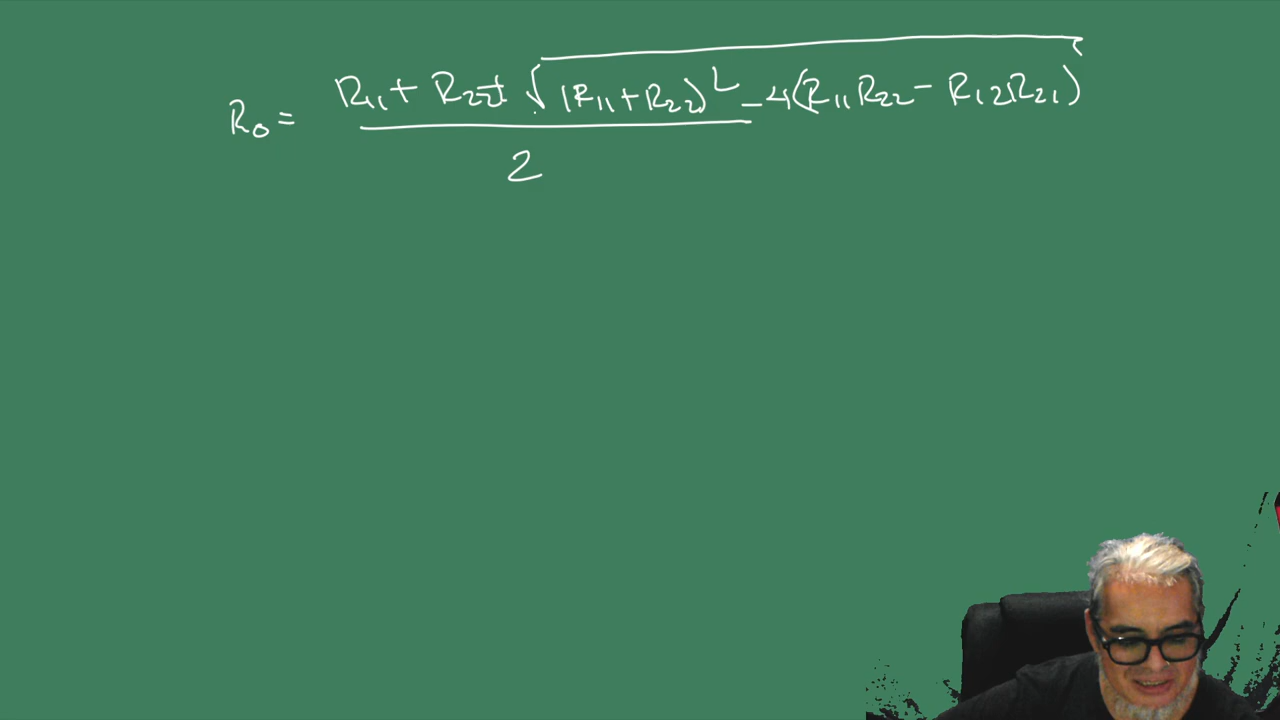 R₀ = (R₁₁ + R₂₂ ± √((R₁₁ + R₂₂)² − 4(R₁₁R₂₂ − R₁₂R₂₁))) / 2